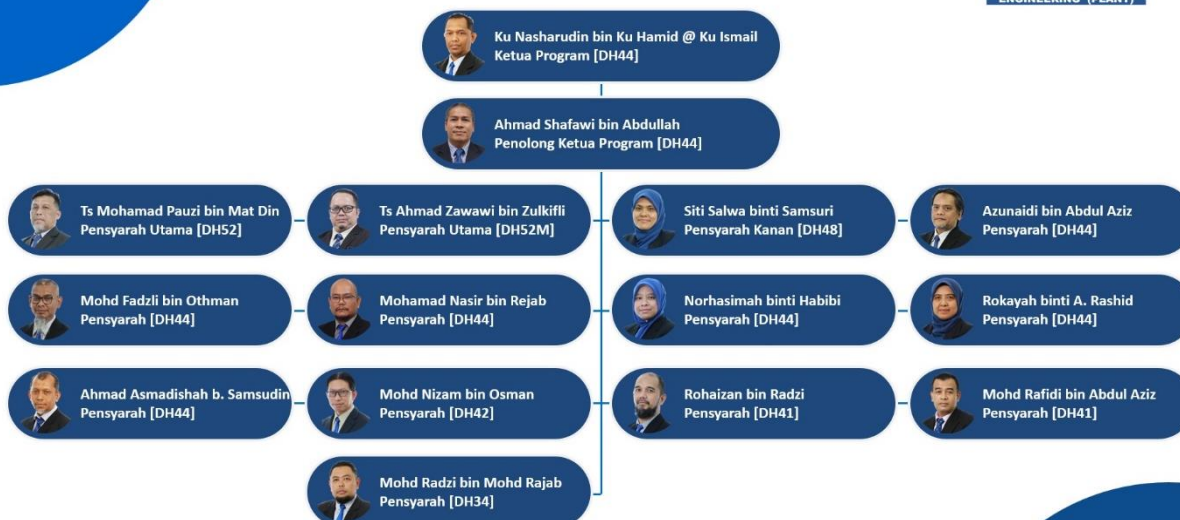 ENGINEERING (PLANT)
Ku Nasharudin bin Ku Hamid @ Ku Ismail
Ketua Program [DH44]
Ahmad Shafawi bin Abdullah
Penolong Ketua Program [DH44]
Ts Mohamad Pauzi bin Mat Din
Pensyarah Utama [DH52]
Ts Ahmad Zawawi bin Zulkifli
Pensyarah Utama [DH52M]
Siti Salwa binti Samsuri
Pensyarah Kanan [DH48]
Azunaidi bin Abdul Aziz
Pensyarah [DH44]
Mohd Fadzli bin Othman
Pensyarah [DH44]
Mohamad Nasir bin Rejab
Pensyarah [DH44]
Norhasimah binti Habibi
Pensyarah [DH44]
Rokayah binti A. Rashid
Pensyarah [DH44]
Ahmad Asmadishah b. Samsudin
Pensyarah [DH44]
Mohd Nizam bin Osman
Pensyarah [DH42]
Rohaizan bin Radzi
Pensyarah [DH41]
Mohd Rafidi bin Abdul Aziz
Pensyarah [DH41]
Mohd Radzi bin Mohd Rajab
Pensyarah [DH34]